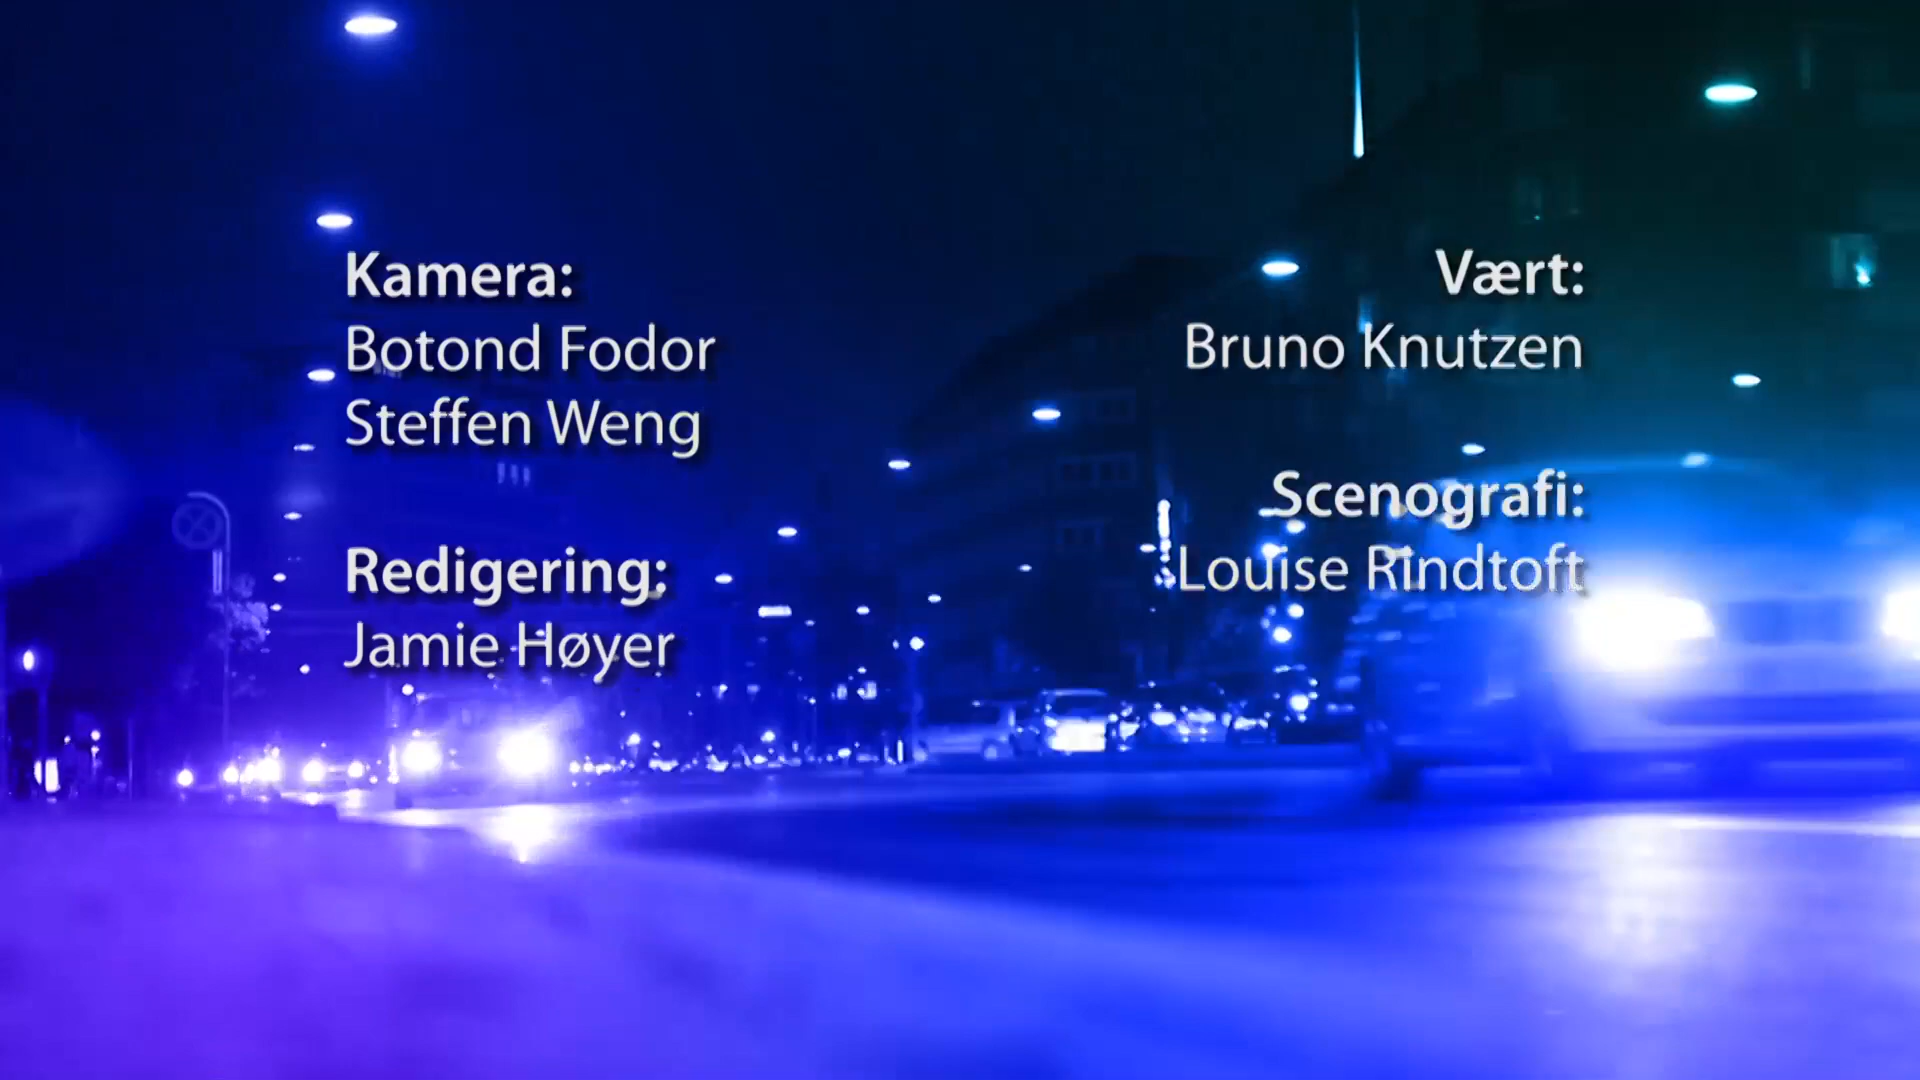 Kamera:
Botond Fodor
Steffen Weng
Redigering:
Jamie Høyer
Vært:
Bruno Knutzen
Scenografi:
Louise Rindtoft